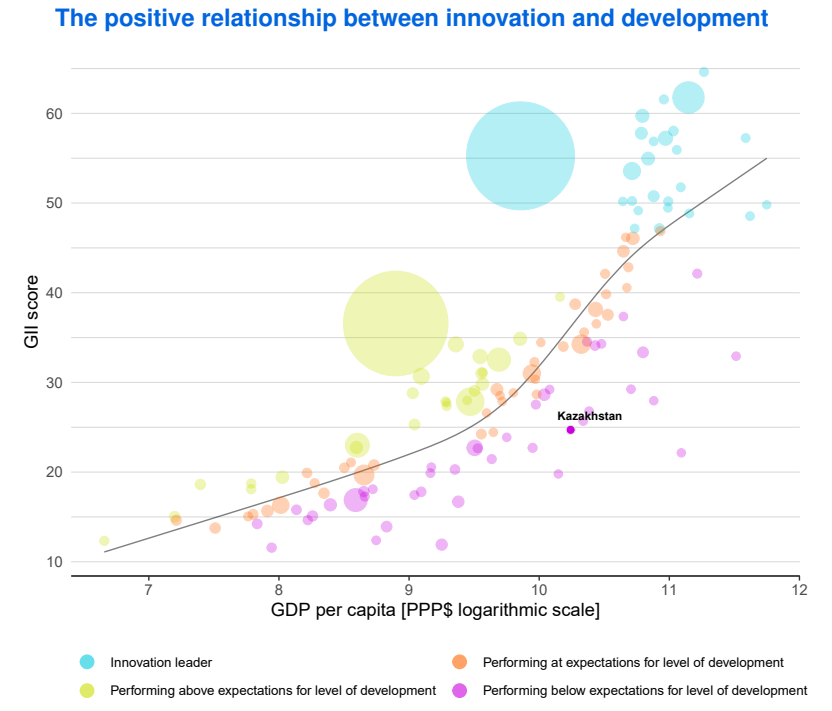 The positive relationship between innovation and development
60
50
40
30
20
10
GII score
Kazakhstan
7 8 9 10 11 12
GDP per capita [PPP$ logarithmic scale]
Innovation leader
Performing at expectations for level of development
Performing above expectations for level of development
Performing below expectations for level of development